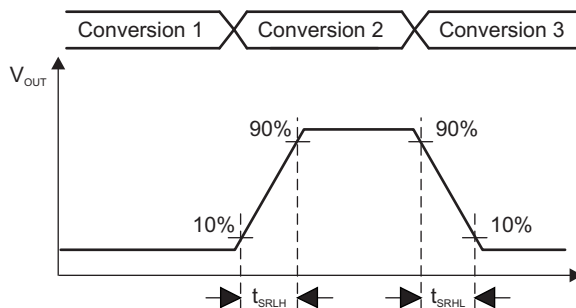 Conversion 1 Conversion 2 Conversion 3
VOUT
90% 90%
10% 10%
tSRLH tSRHL